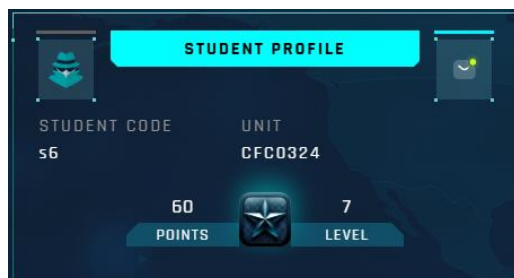 STUDENT PROFILE
STUDENT CODE UNIT
s6 CFC0324
60 7
POINTS LEVEL